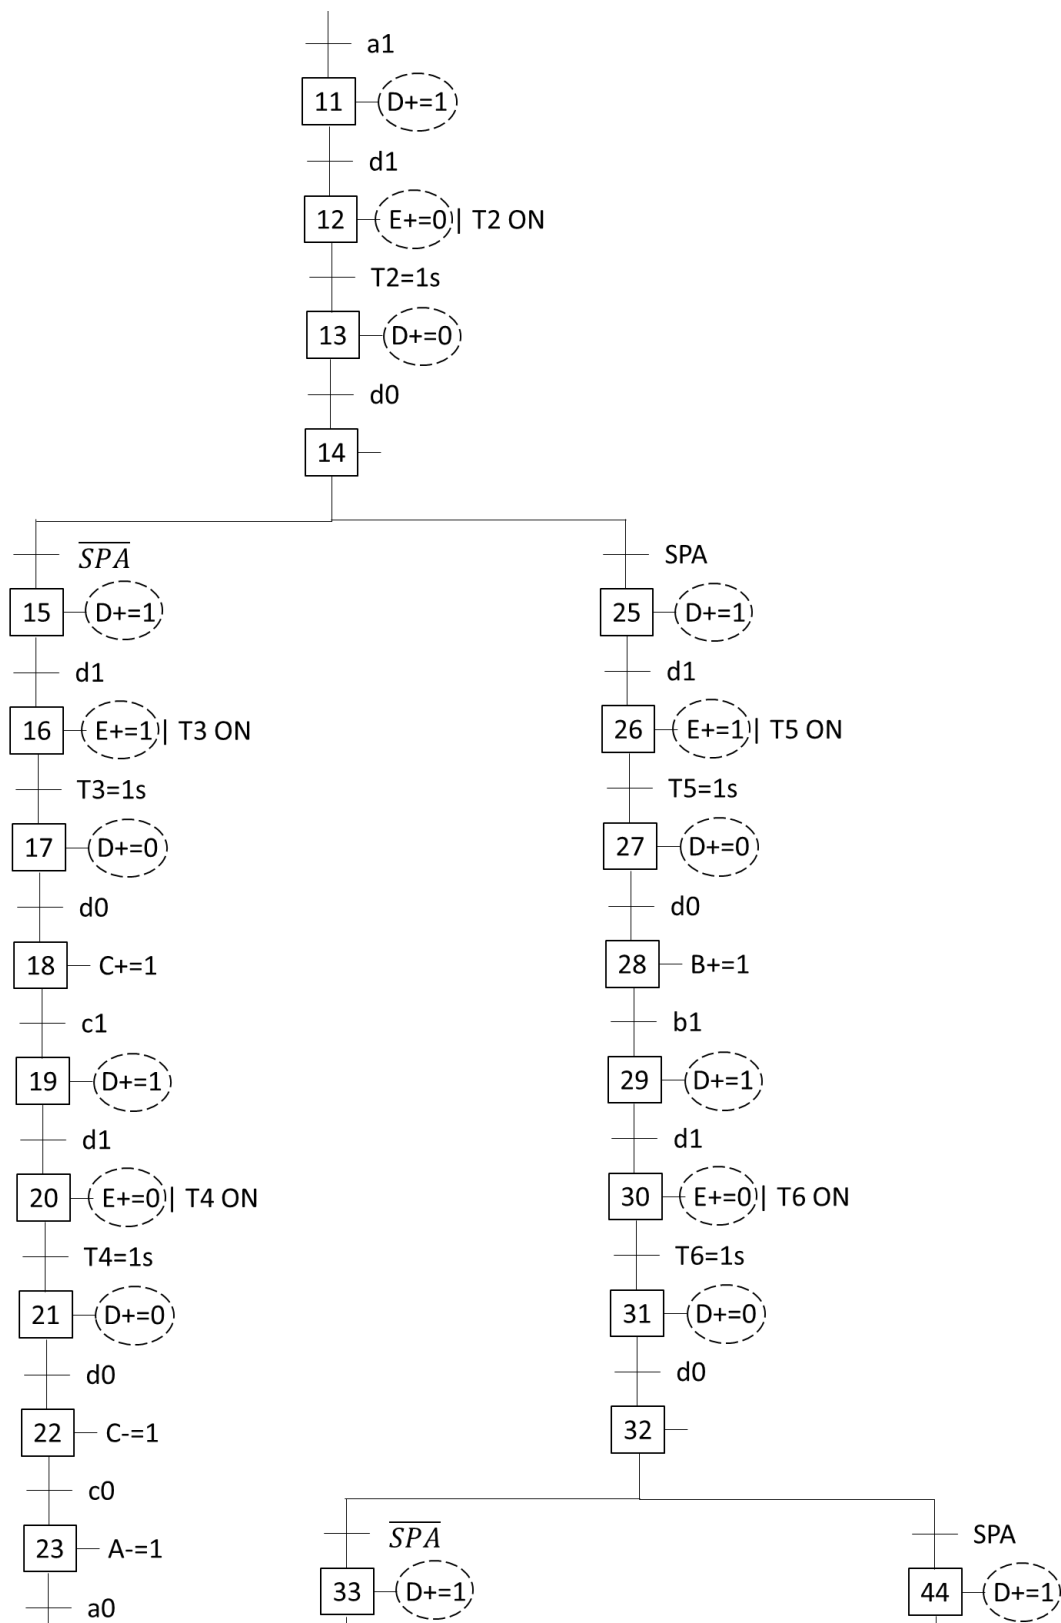 a1
11 D+=1
d1
12 E+=0 | T2 ON
T2=1s
13 D+=0
d0
14
S̅P̅A̅ SPA
15 D+=1 25 D+=1
d1 d1
16 E+=1 | T3 ON 26 E+=1 | T5 ON
T3=1s T5=1s
17 D+=0 27 D+=0
d0 d0
18 C+=1 28 B+=1
c1 b1
19 D+=1 29 D+=1
d1 d1
20 E+=0 | T4 ON 30 E+=0 | T6 ON
T4=1s T6=1s
21 D+=0 31 D+=0
d0 d0
22 C-=1 32
c0
S̅P̅A̅ SPA
23 A-=1
33 D+=1 44 D+=1
a0